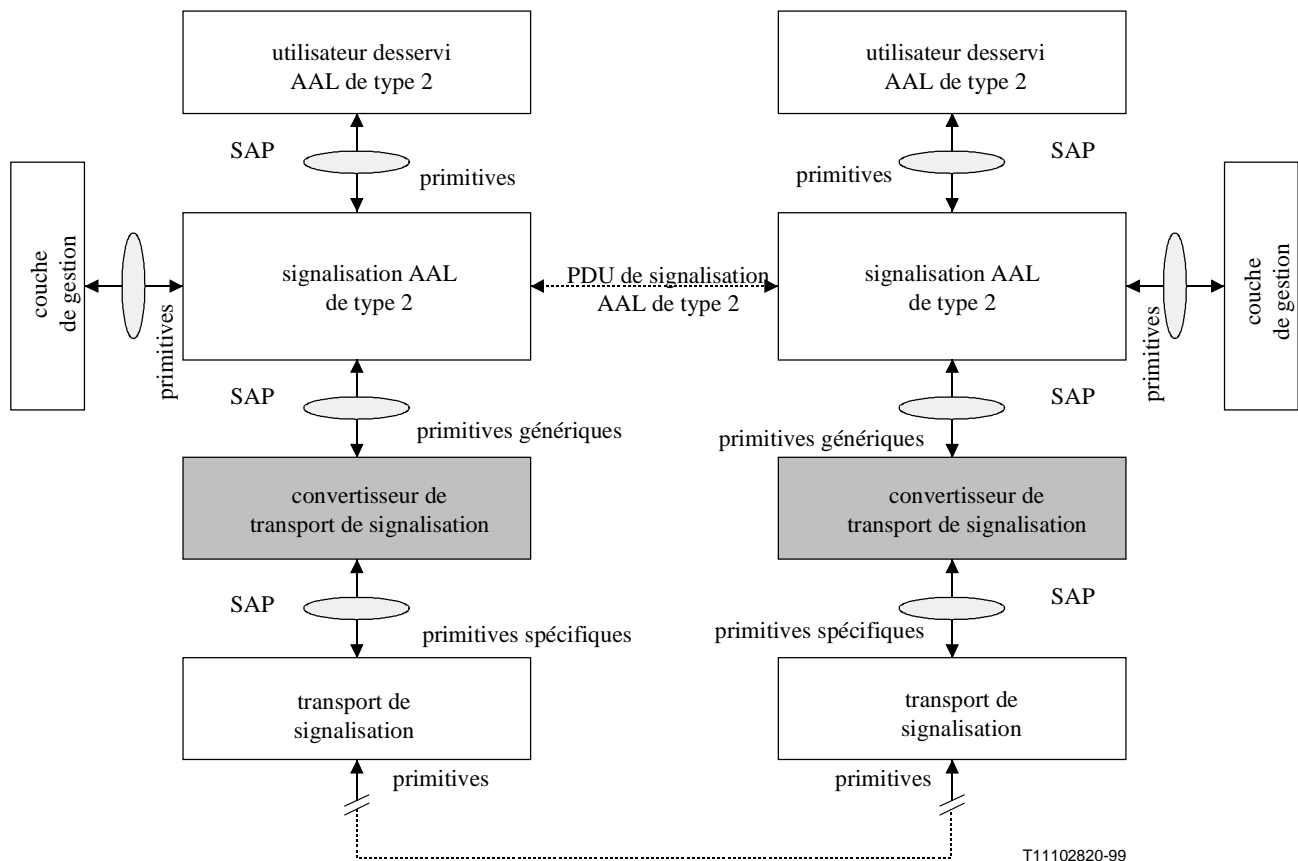 utilisateur desservi
AAL de type 2
utilisateur desservi
AAL de type 2
SAP
primitives
SAP
primitives
couche
de gestion
primitives
signalisation AAL
de type 2
PDU de signalisation
AAL de type 2
signalisation AAL
de type 2
primitives
couche
de gestion
SAP
primitives génériques
SAP
primitives génériques
convertisseur de
transport de signalisation
convertisseur de
transport de signalisation
SAP
primitives spécifiques
SAP
primitives spécifiques
transport de
signalisation
transport de
signalisation
primitives
primitives
T11102820-99